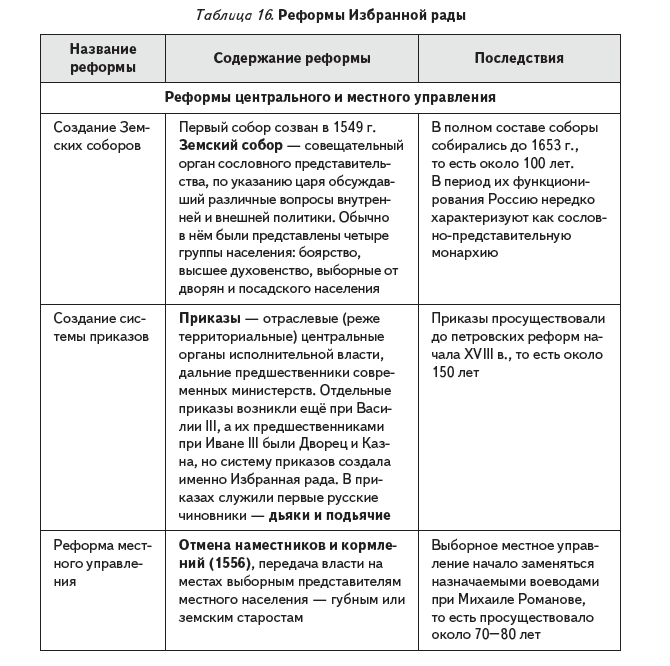 Таблица 16. Реформы Избранной рады
Название
реформы
Содержание реформы
Последствия
Реформы центрального и местного управления
Создание Зем-
ских соборов
Первый собор созван в 1549 г.
Земский собор — совещательный
орган сословного представитель-
ства, по указанию царя обсуждав-
ший различные вопросы внутрен-
ней и внешней политики. Обычно
в нём были представлены четыре
группы населения: боярство,
высшее духовенство, выборные от
дворян и посадского населения
В полном составе соборы
собирались до 1653 г.,
то есть около 100 лет.
В период их функциони-
рования Россию нередко
характеризуют как сослов-
но-представительную
монархию
Создание сис-
темы приказов
Приказы — отраслевые (реже
территориальные) центральные
органы исполнительной власти,
дальние предшественники совре-
менных министерств. Отдельные
приказы возникли ещё при Васи-
лии III, а их предшественниками
при Иване III были Дворец и Каз-
на, но систему приказов создала
именно Избранная рада. В при-
казах служили первые русские
чиновники — дьяки и подьячие
Приказы просуществовали
до петровских реформ на-
чала XVIII в., то есть около
150 лет
Реформа мест-
ного управле-
ния
Отмена наместников и кормле-
ний (1556), передача власти на
местах выборным представителям
местного населения — губным или
земским старостам
Выборное местное управ-
ление начало заменяться
назначаемыми воеводами
при Михаиле Романове,
то есть просуществовало
около 70—80 лет